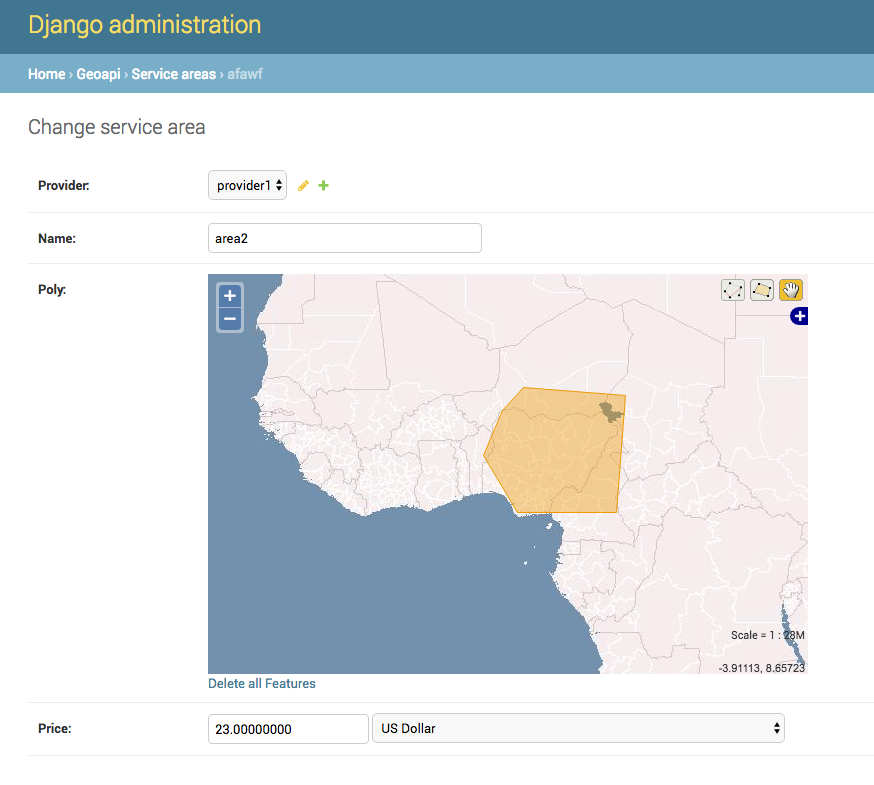 Django administration
Home › Geoapi › Service areas › afawf
Change service area
Provider: provider1
Name: area2
Poly:
+
−
Scale = 1 : 28M
-3.91113, 8.65723
Delete all Features
Price: 23.00000000 US Dollar